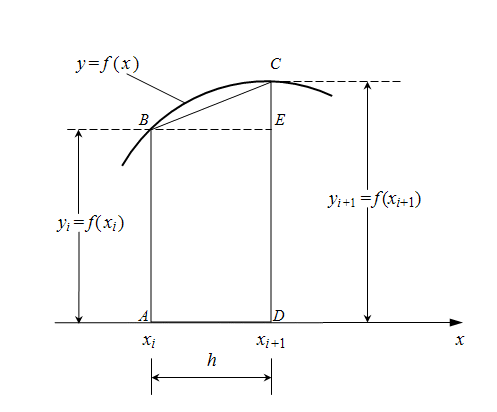 C
y=f(x)
B
E
yᵢ=f(xᵢ)
yᵢ₊₁=f(xᵢ₊₁)
A
D
xᵢ
xᵢ₊₁
x
h